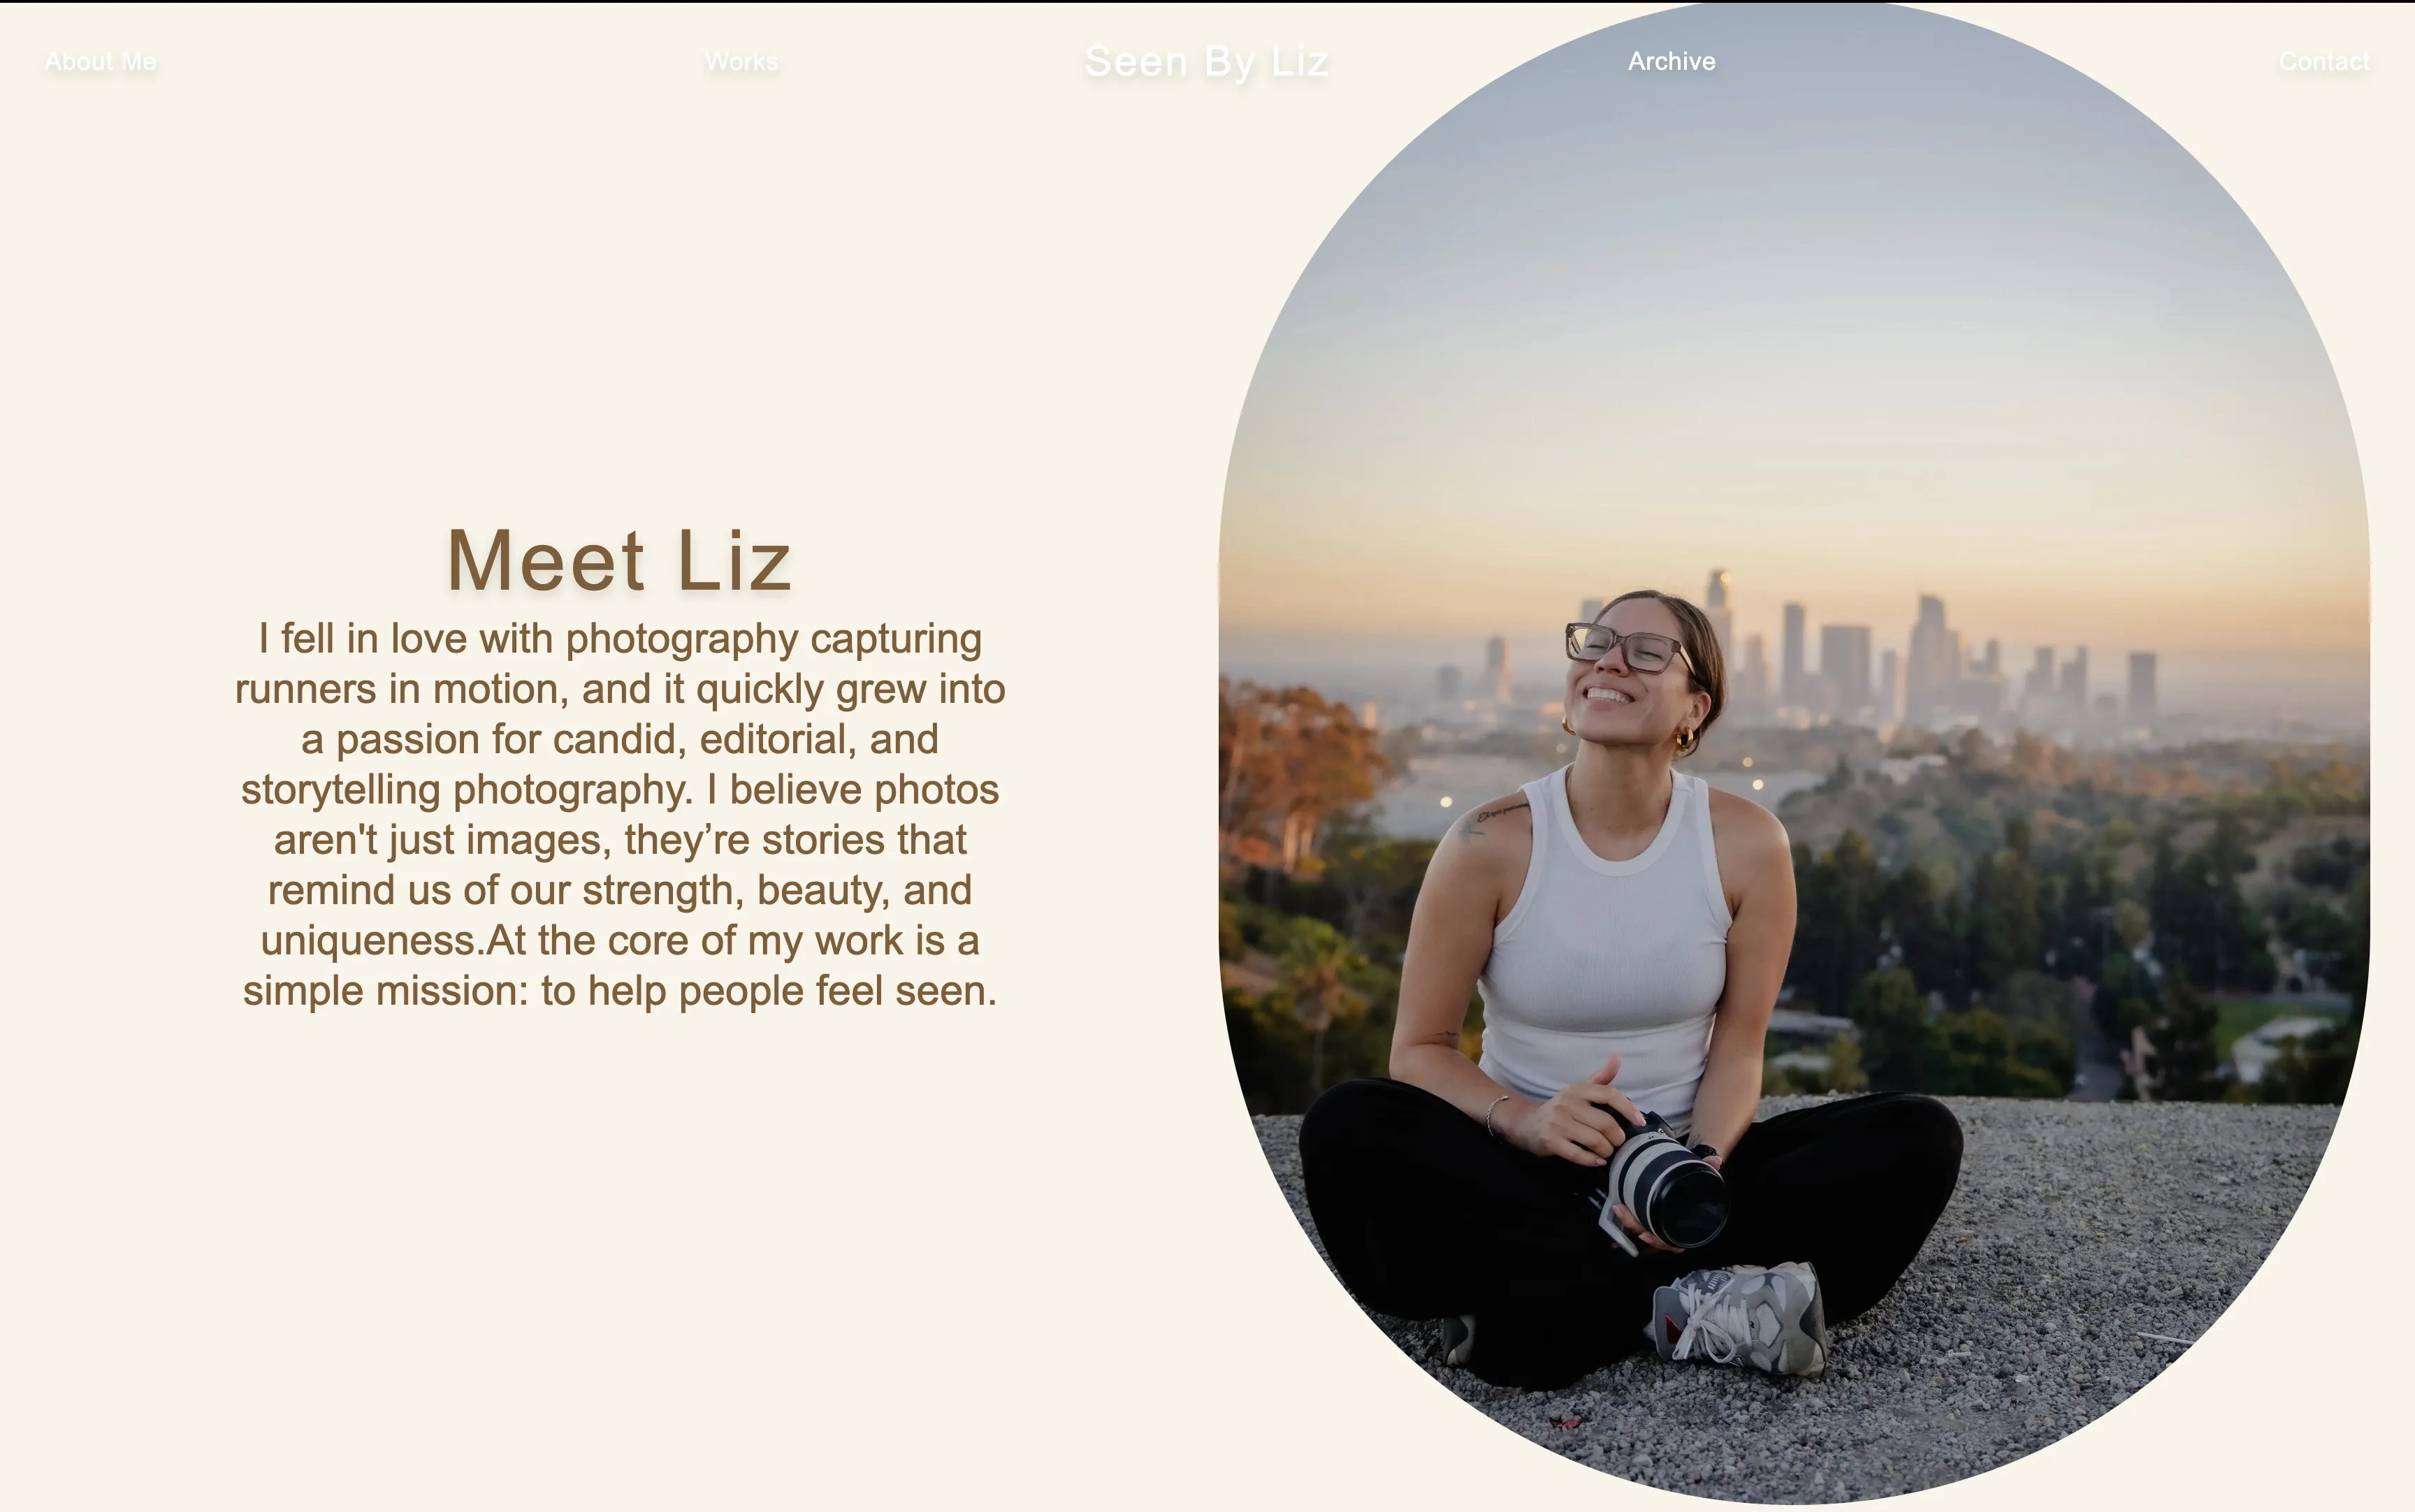 About Me
Works
Seen By Liz
Archive
Contact
Meet Liz
I fell in love with photography capturing
runners in motion, and it quickly grew into
a passion for candid, editorial, and
storytelling photography. I believe photos
aren't just images, they’re stories that
remind us of our strength, beauty, and
uniqueness.At the core of my work is a
simple mission: to help people feel seen.